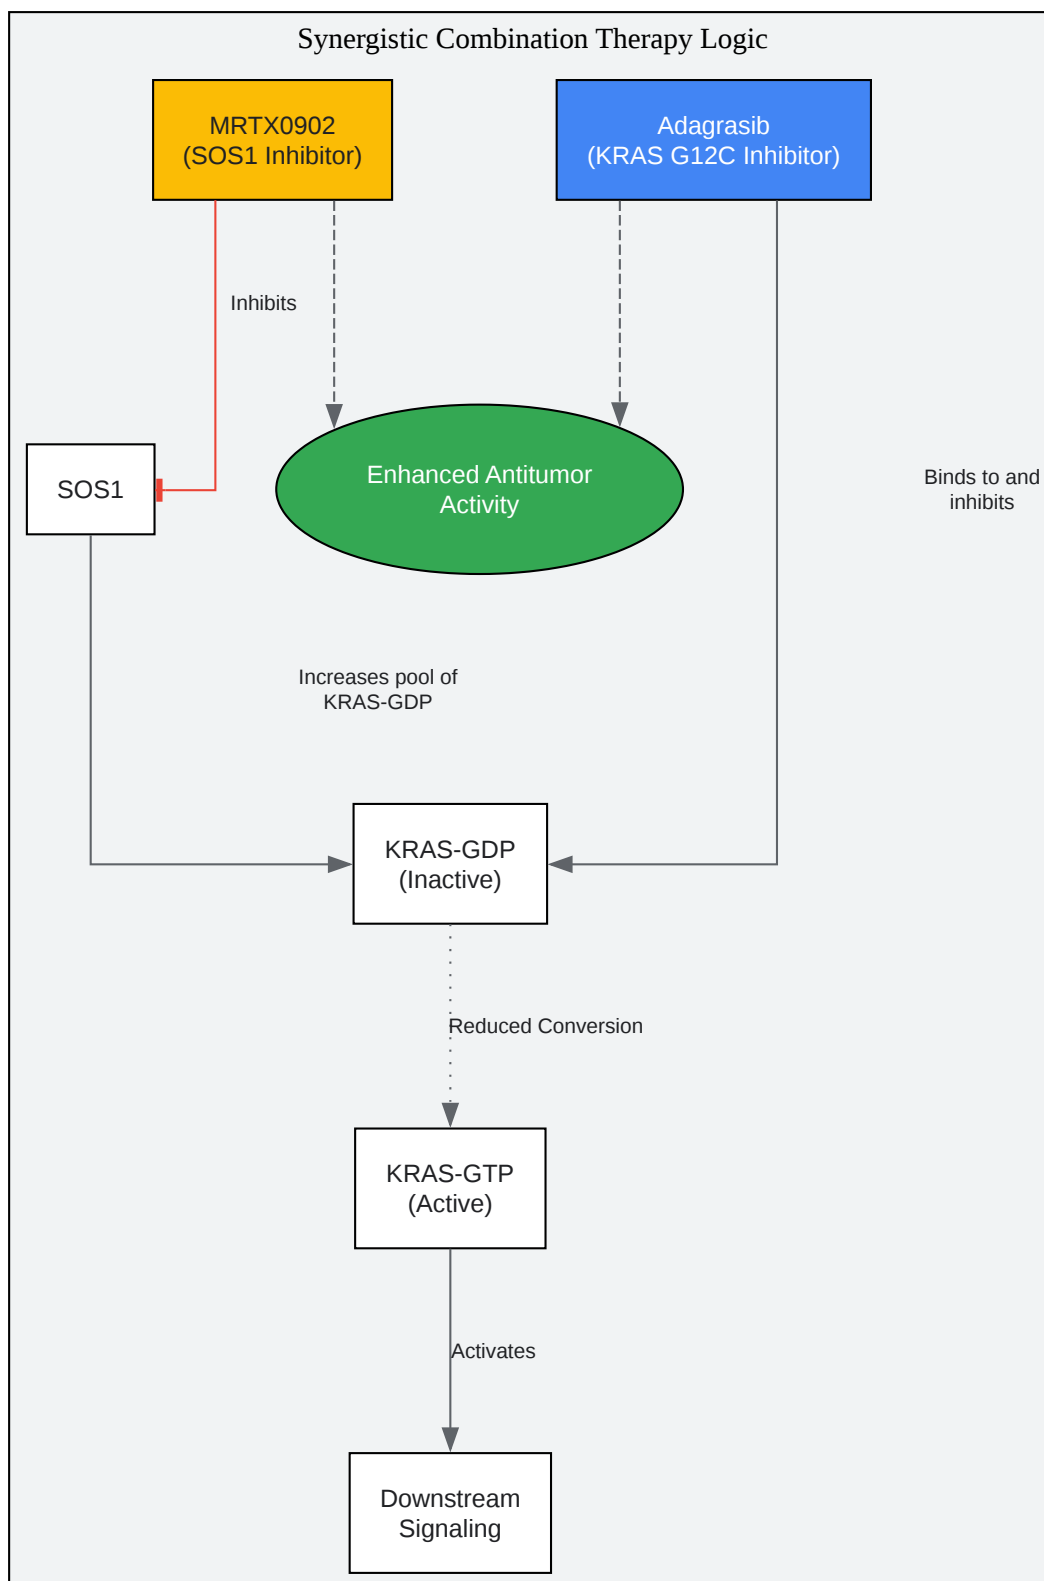 Synergistic Combination Therapy Logic
MRTX0902
(SOS1 Inhibitor)
Adagrasib
(KRAS G12C Inhibitor)
Inhibits
SOS1
Enhanced Antitumor
Activity
Binds to and
inhibits
Increases pool of
KRAS-GDP
KRAS-GDP
(Inactive)
Reduced Conversion
KRAS-GTP
(Active)
Activates
Downstream
Signaling